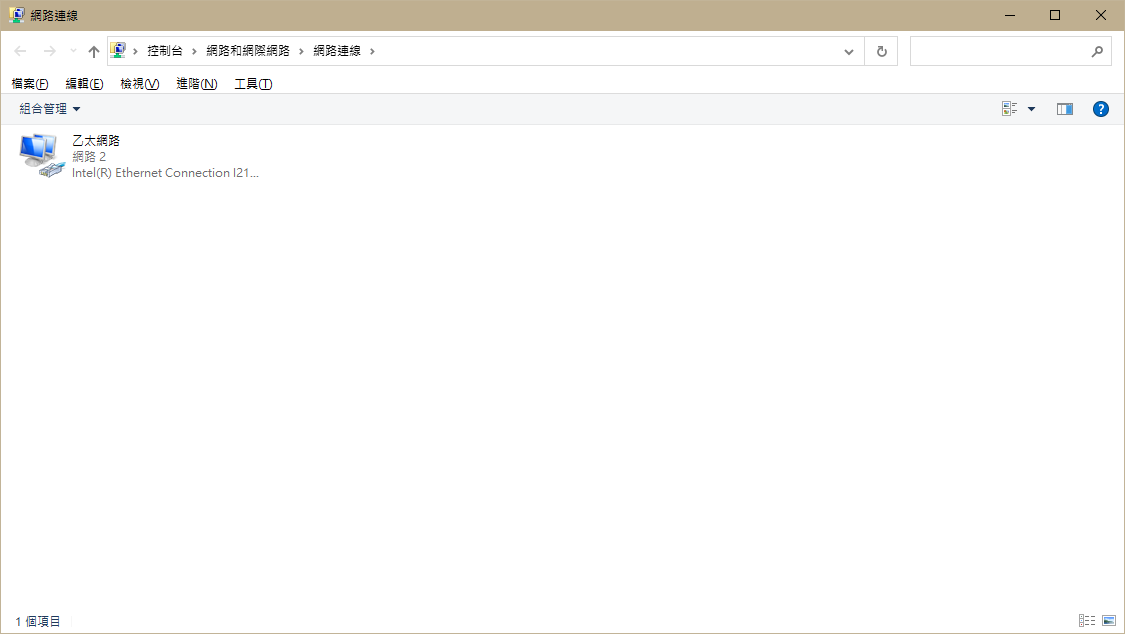 網路連線
控制台 網路和網際網路 網路連線
檔案(F) 編輯(E) 檢視(V) 進階(N) 工具(T)
組合管理
乙太網路
網路 2
Intel(R) Ethernet Connection I21...
1 個項目